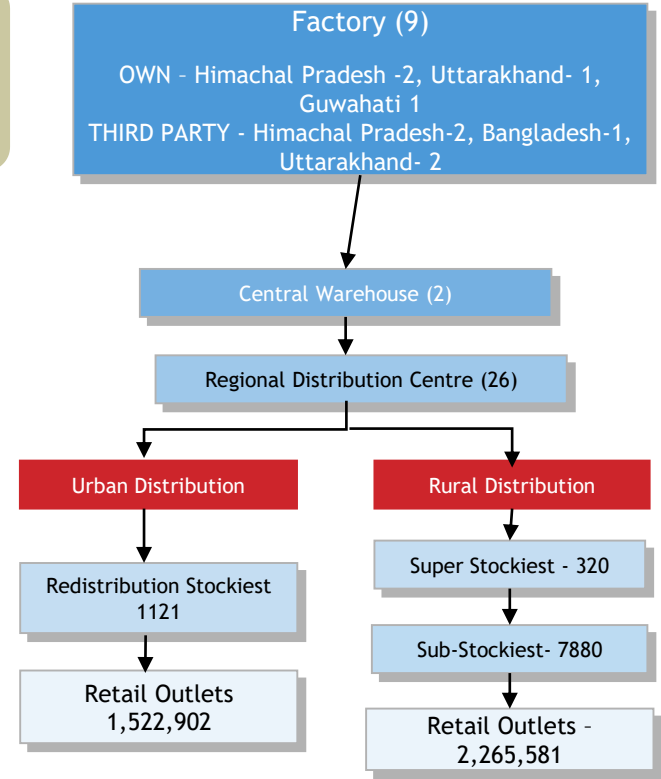 Factory (9)
OWN – Himachal Pradesh -2, Uttarakhand- 1,
Guwahati 1
THIRD PARTY - Himachal Pradesh-2, Bangladesh-1,
Uttarakhand- 2
Central Warehouse (2)
Regional Distribution Centre (26)
Urban Distribution
Redistribution Stockiest
1121
Retail Outlets
1,522,902
Rural Distribution
Super Stockiest - 320
Sub-Stockiest- 7880
Retail Outlets –
2,265,581